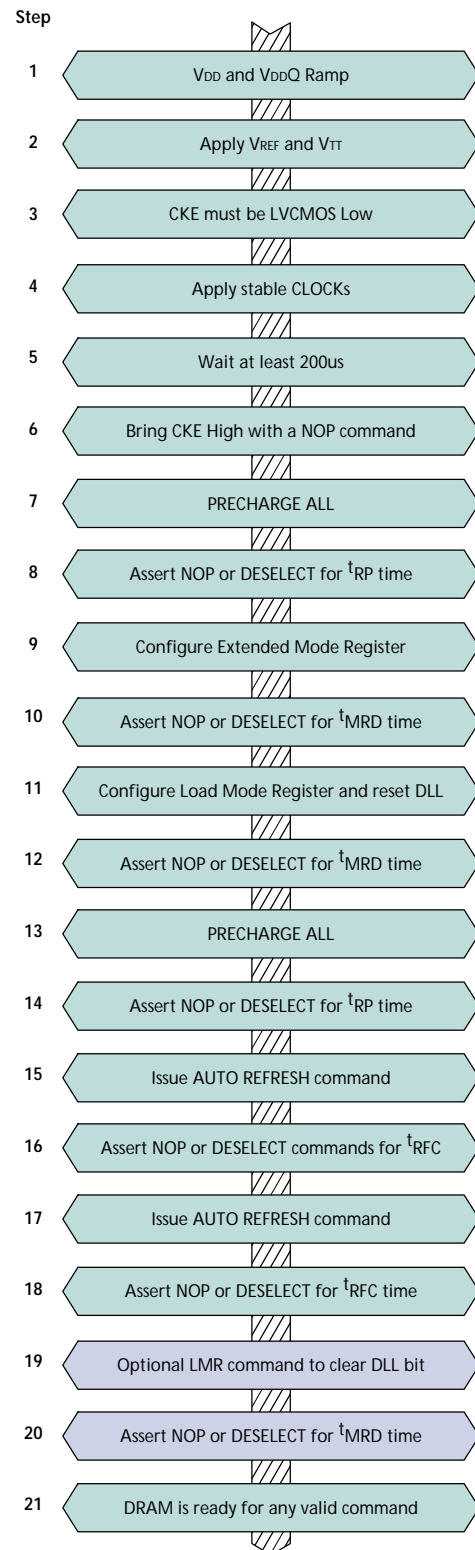 Step
1 VDD and VDDQ Ramp
2 Apply VREF and VTT
3 CKE must be LVCMOS Low
4 Apply stable CLOCKs
5 Wait at least 200us
6 Bring CKE High with a NOP command
7 PRECHARGE ALL
8 Assert NOP or DESELECT for tRP time
9 Configure Extended Mode Register
10 Assert NOP or DESELECT for tMRD time
11 Configure Load Mode Register and reset DLL
12 Assert NOP or DESELECT for tMRD time
13 PRECHARGE ALL
14 Assert NOP or DESELECT for tRP time
15 Issue AUTO REFRESH command
16 Assert NOP or DESELECT commands for tRFC
17 Issue AUTO REFRESH command
18 Assert NOP or DESELECT for tRFC time
19 Optional LMR command to clear DLL bit
20 Assert NOP or DESELECT for tMRD time
21 DRAM is ready for any valid command